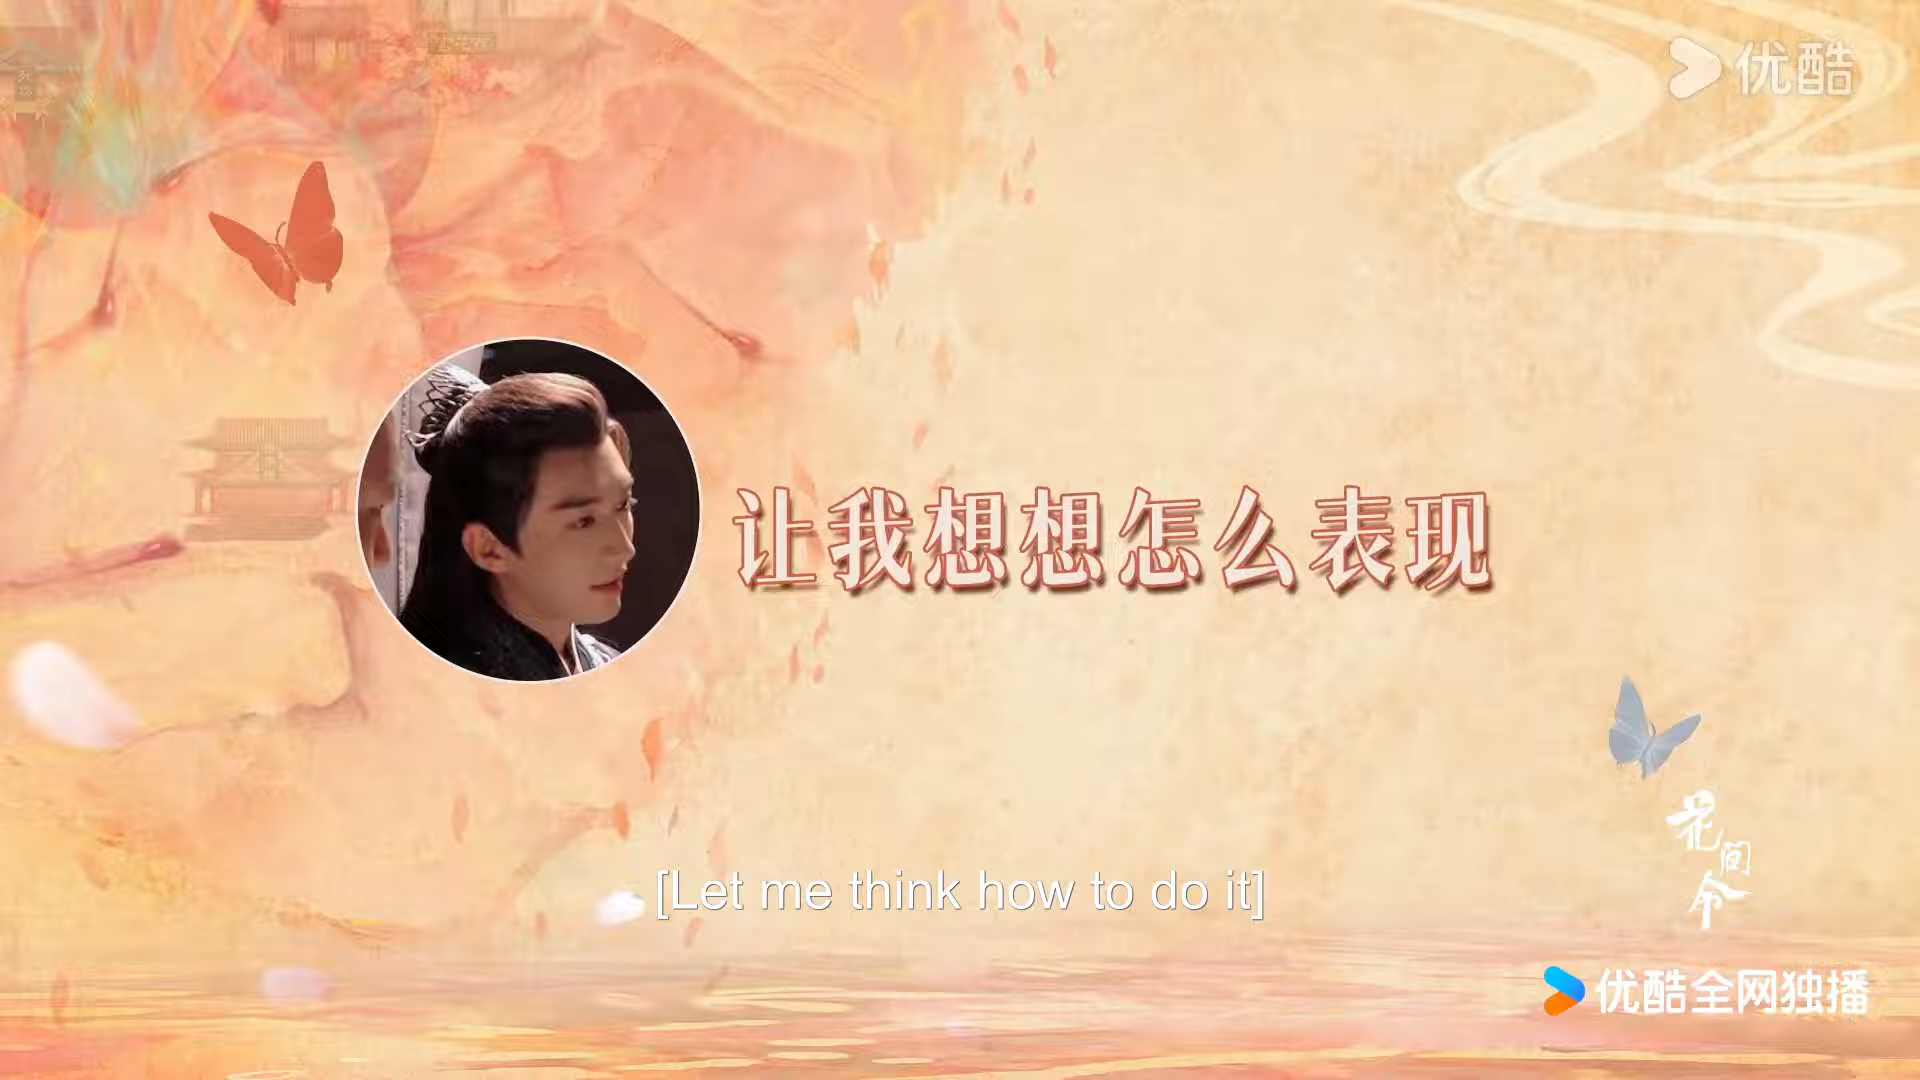 优酷
让我想想怎么表现
[Let me think how to do it]
花间令
优酷全网独播